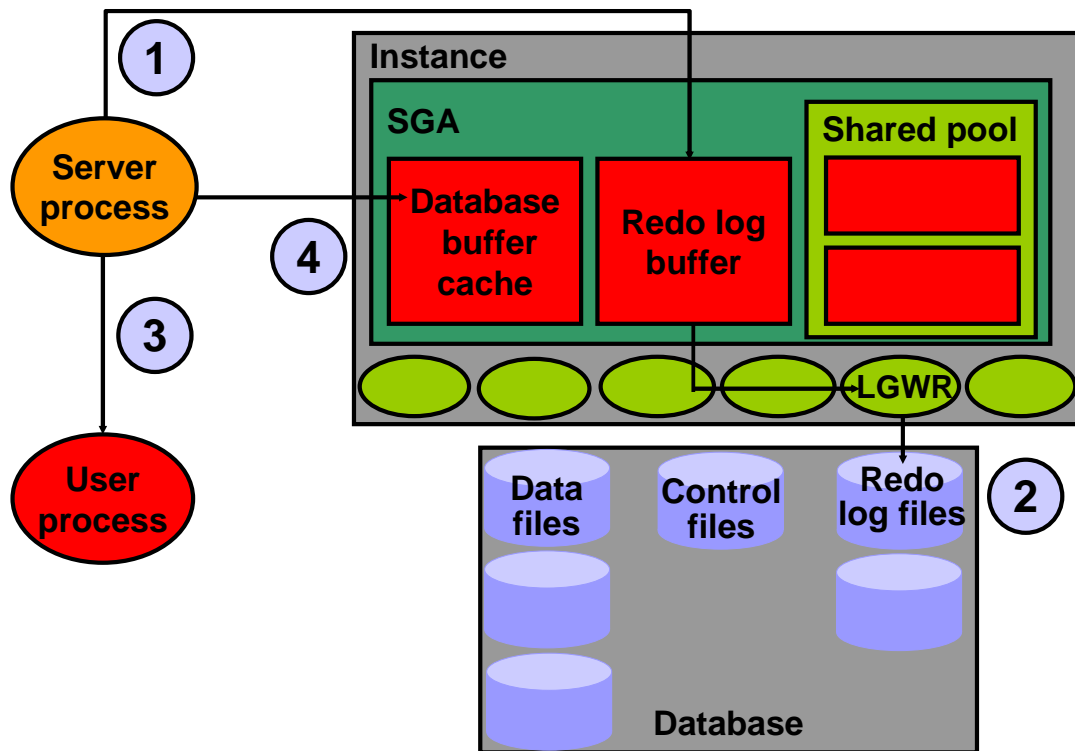 1
Instance
SGA
Shared pool
Server
process
Database
buffer
cache
Redo log
buffer
4
3
LGWR
User
process
Data
files
Control
files
Redo
log files
2
Database